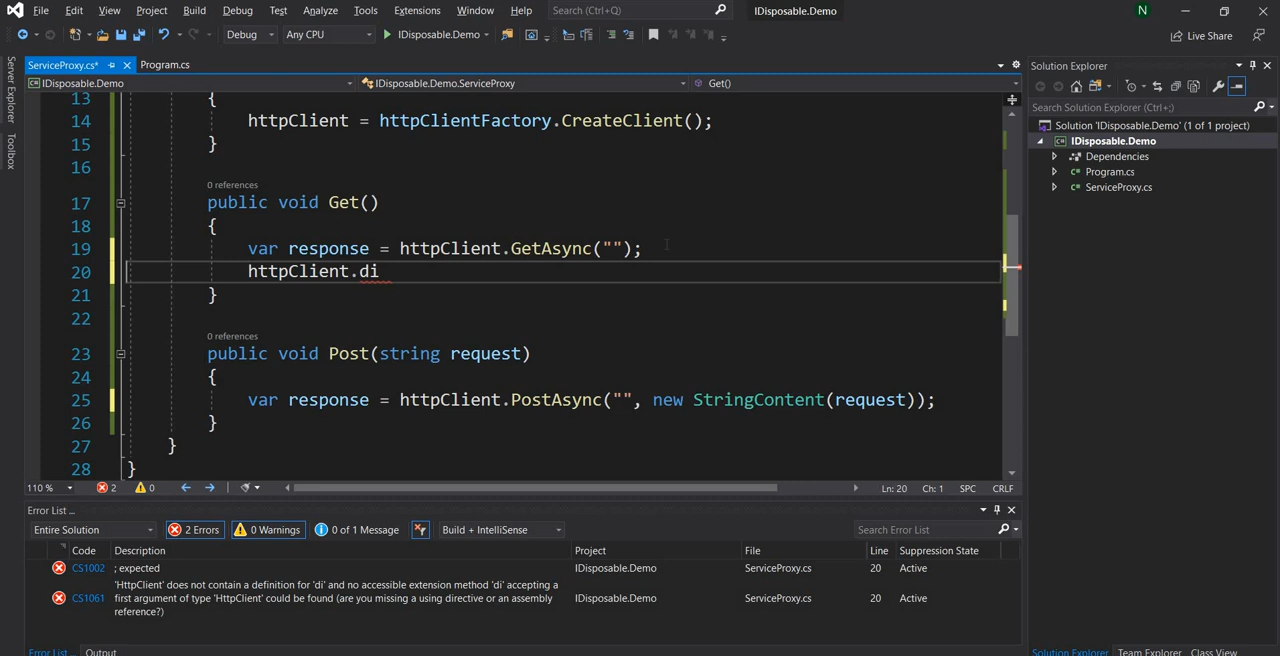 File Edit View Project Build Debug Test Analyze Tools Extensions Window Help Search (Ctrl+Q) IDisposable.Demo N
Debug Any CPU IDisposable.Demo Live Share
Server Explorer
Toolbox
ServiceProxy.cs* Program.cs
IDisposable.Demo IDisposable.Demo.ServiceProxy Get()
13 {
14 httpClient = httpClientFactory.CreateClient();
15 }
16
0 references
17 public void Get()
18 {
19 var response = httpClient.GetAsync("");
20 httpClient.di
21 }
22
0 references
23 public void Post(string request)
24 {
25 var response = httpClient.PostAsync("", new StringContent(request));
26 }
27 }
28 }
110 % 2 0 Ln: 20 Ch: 1 SPC CRLF
Error List ...
Entire Solution 2 Errors 0 Warnings 0 of 1 Message Build + IntelliSense Search Error List
Code Description Project File Line Suppression State
CS1002 ; expected IDisposable.Demo ServiceProxy.cs 20 Active
'HttpClient' does not contain a definition for 'di' and no accessible extension method 'di' accepting a
CS1061 first argument of type 'HttpClient' could be found (are you missing a using directive or an assembly IDisposable.Demo ServiceProxy.cs 20 Active
reference?)
Error List ... Output
Solution Explorer
Search Solution Explorer (Ctrl+;)
Solution 'IDisposable.Demo' (1 of 1 project)
IDisposable.Demo
Dependencies
Program.cs
ServiceProxy.cs
Solution Explorer Team Explorer Class View